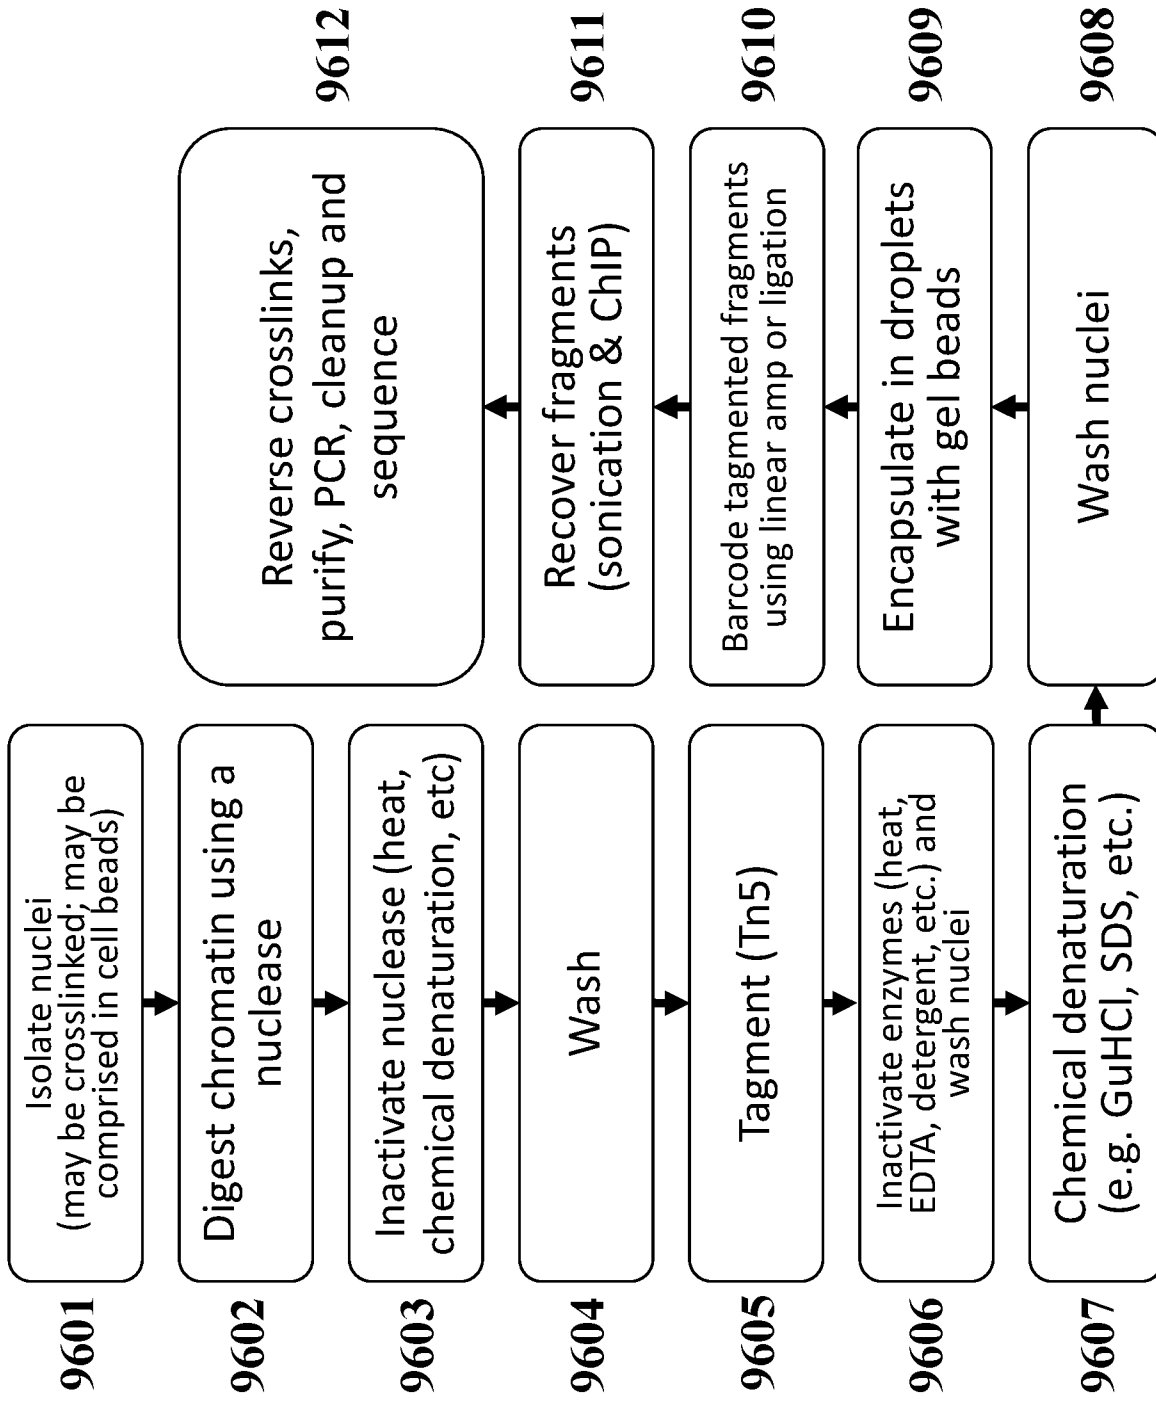 9601
Isolate nuclei
(may be crosslinked; may be
comprised in cell beads)
9602
Digest chromatin using a
nuclease
9603
Inactivate nuclease (heat,
chemical denaturation, etc)
9604
Wash
9605
Tagment (Tn5)
9606
Inactivate enzymes (heat,
EDTA, detergent, etc.) and
wash nuclei
9607
Chemical denaturation
(e.g. GuHCl, SDS, etc.)
Wash nuclei
9608
Encapsulate in droplets
with gel beads
9609
Barcode tagmented fragments
using linear amp or ligation
9610
Recover fragments
(sonication & ChIP)
9611
Reverse crosslinks,
purify, PCR, cleanup and
sequence
9612